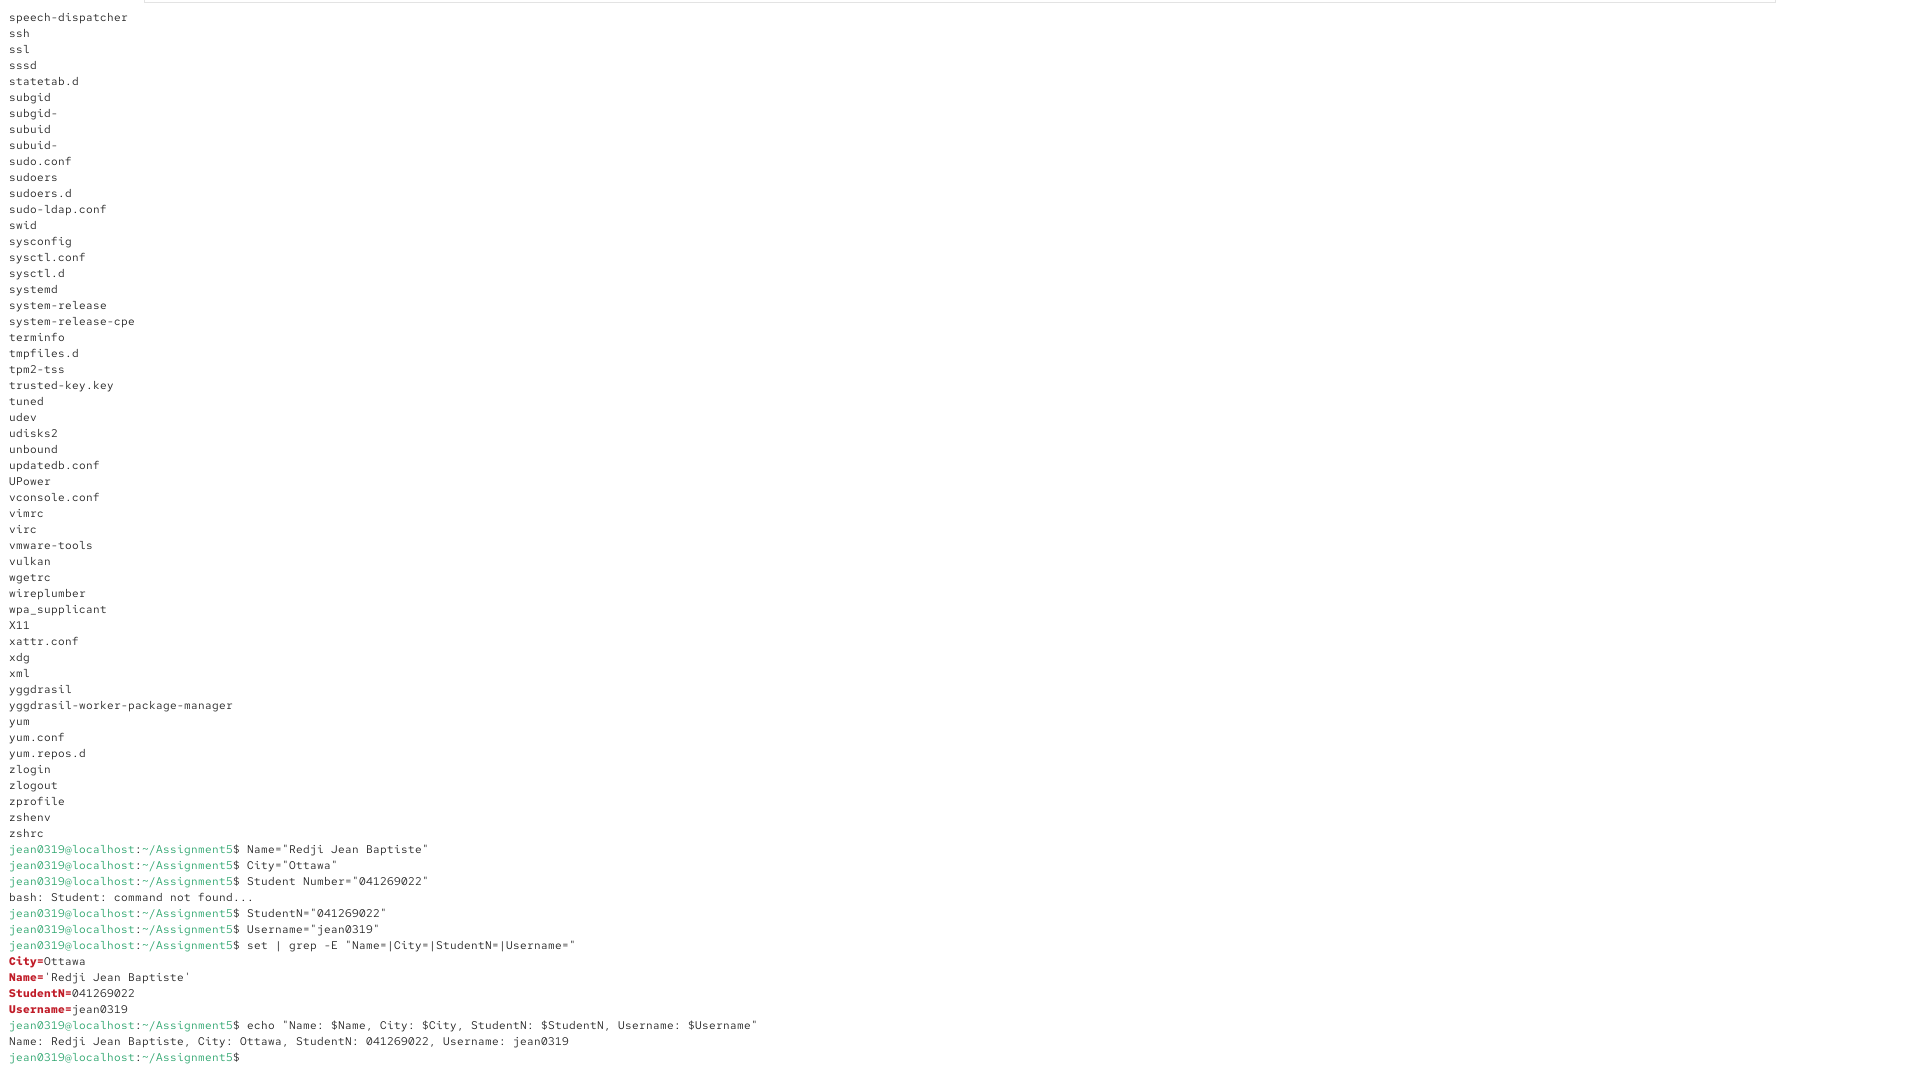 speech-dispatcher
ssh
ssl
sssd
statetab.d
subgid
subgid-
subuid
subuid-
sudo.conf
sudoers
sudoers.d
sudo-ldap.conf
swid
sysconfig
sysctl.conf
sysctl.d
systemd
system-release
system-release-cpe
terminfo
tmpfiles.d
tpm2-tss
trusted-key.key
tuned
udev
udisks2
unbound
updatedb.conf
UPower
vconsole.conf
vimrc
virc
vmware-tools
vulkan
wgetrc
wireplumber
wpa_supplicant
X11
xattr.conf
xdg
xml
yggdrasil
yggdrasil-worker-package-manager
yum
yum.conf
yum.repos.d
zlogin
zlogout
zprofile
zshenv
zshrc
jean0319@localhost:~/Assignment5$ Name="Redji Jean Baptiste"
jean0319@localhost:~/Assignment5$ City="Ottawa"
jean0319@localhost:~/Assignment5$ Student Number="041269022"
bash: Student: command not found...
jean0319@localhost:~/Assignment5$ StudentN="041269022"
jean0319@localhost:~/Assignment5$ Username="jean0319"
jean0319@localhost:~/Assignment5$ set | grep -E "Name=|City=|StudentN=|Username="
City=Ottawa
Name='Redji Jean Baptiste'
StudentN=041269022
Username=jean0319
jean0319@localhost:~/Assignment5$ echo "Name: $Name, City: $City, StudentN: $StudentN, Username: $Username"
Name: Redji Jean Baptiste, City: Ottawa, StudentN: 041269022, Username: jean0319
jean0319@localhost:~/Assignment5$